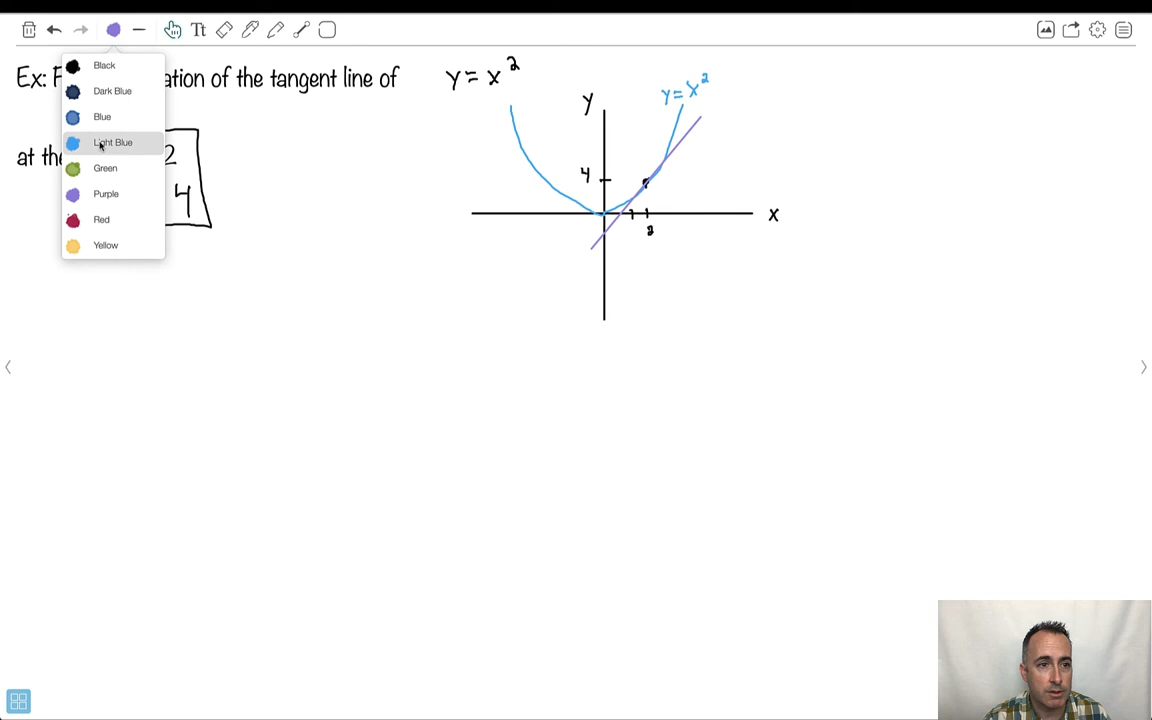 Tt
Black
Dark Blue
Blue
Light Blue
Green
Purple
Red
Yellow
Ex: F ation of the tangent line of
y = x²
at the 2
4
y
y = x²
4
x
1
2